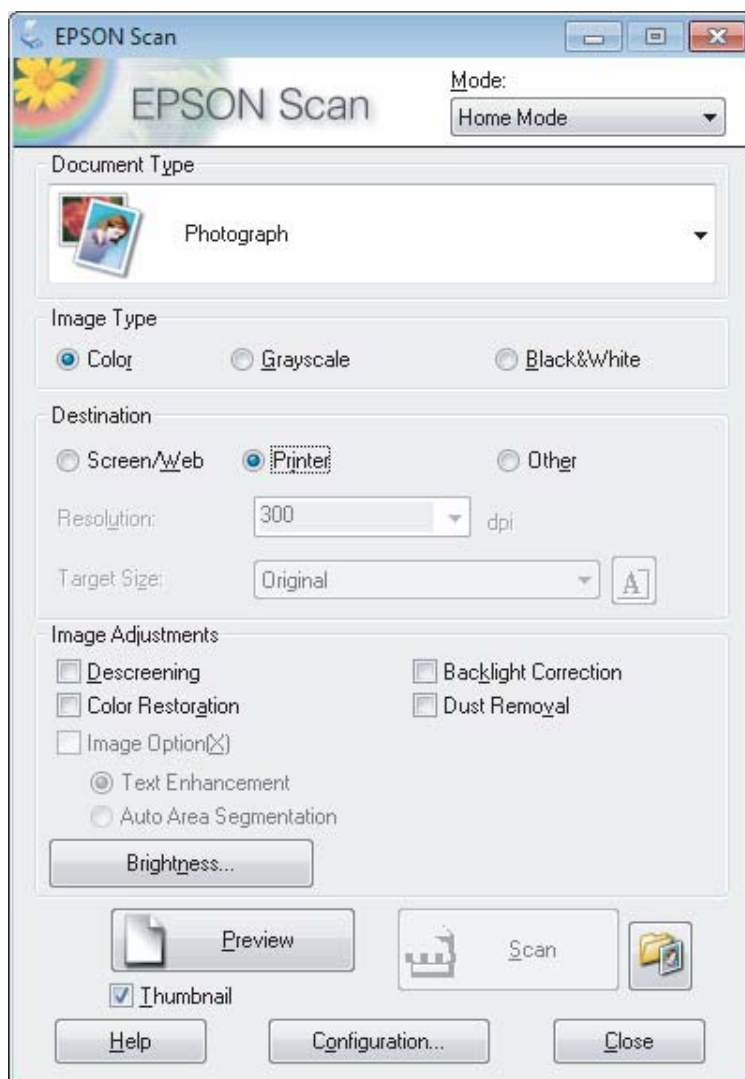 EPSON Scan
EPSON Scan
Mode:
Home Mode
Document Type
Photograph
Image Type
Color Grayscale Black&White
Destination
Screen/Web Printer Other
Resolution: 300 dpi
Target Size: Original A
Image Adjustments
Descreening Backlight Correction
Color Restoration Dust Removal
Image Option(X)
Text Enhancement
Auto Area Segmentation
Brightness...
Preview Scan
Thumbnail
Help Configuration... Close